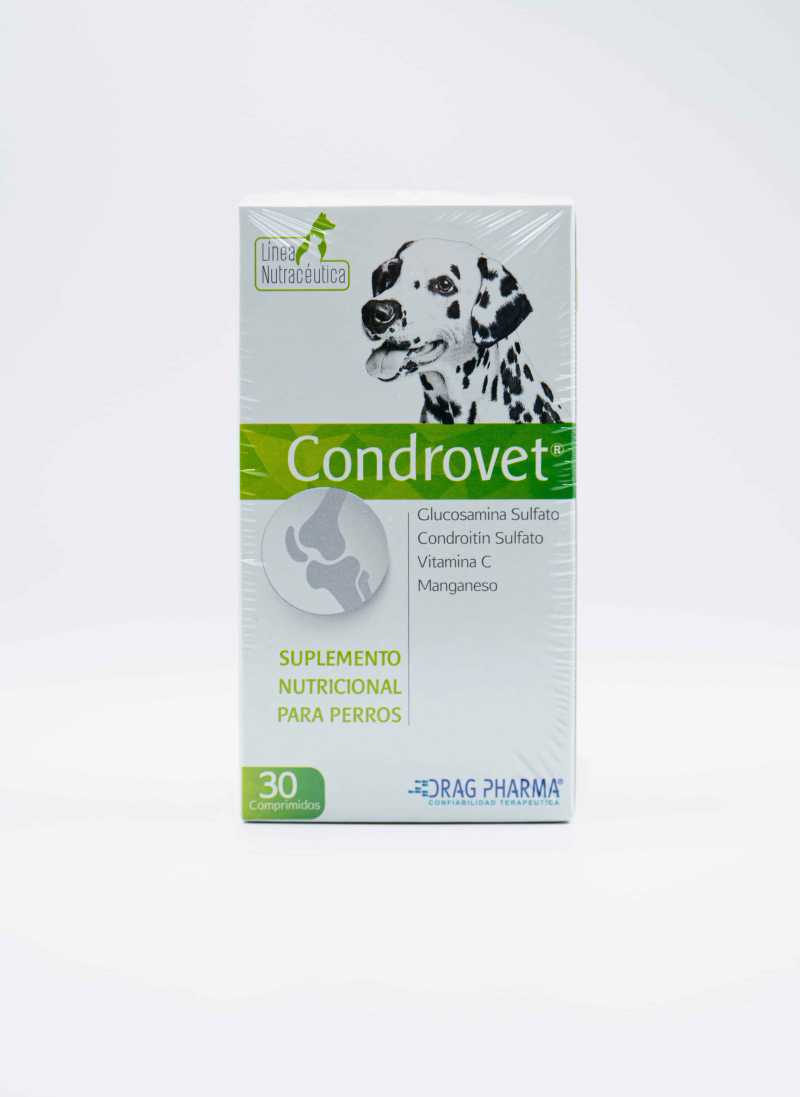 Línea
Nutracéutica
Condrovet®
Glucosamina Sulfato
Condroitín Sulfato
Vitamina C
Manganeso
SUPLEMENTO
NUTRICIONAL
PARA PERROS
30
Comprimidos
DRAG PHARMA®
CONFIABILIDAD TERAPEUTICA